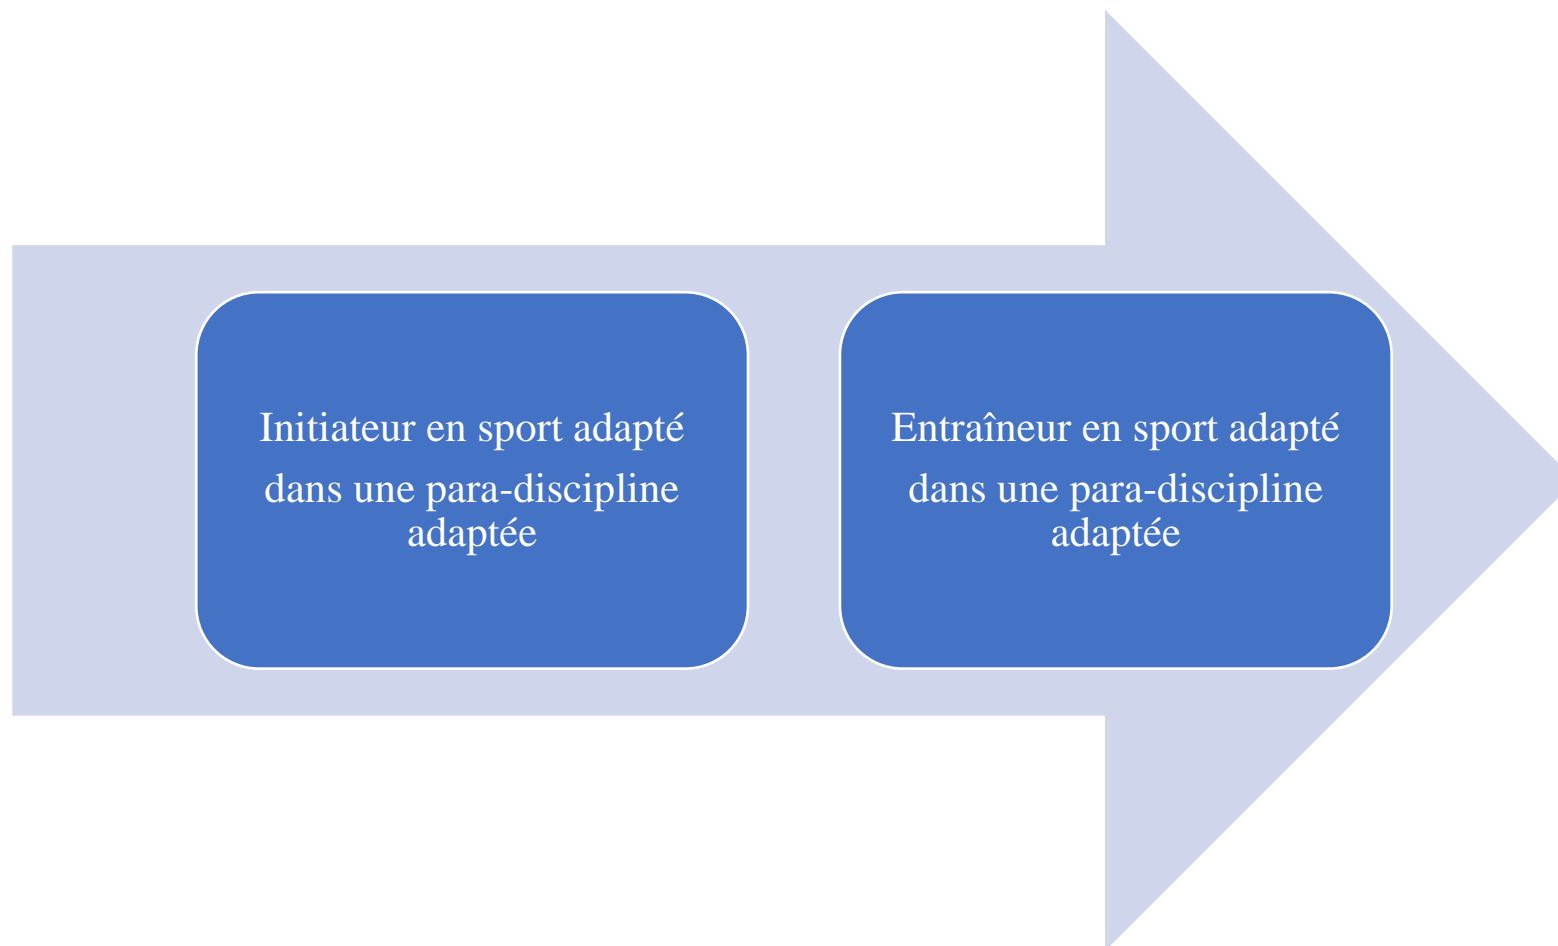 Initiateur en sport adapté
dans une para-discipline
adaptée
Entraîneur en sport adapté
dans une para-discipline
adaptée